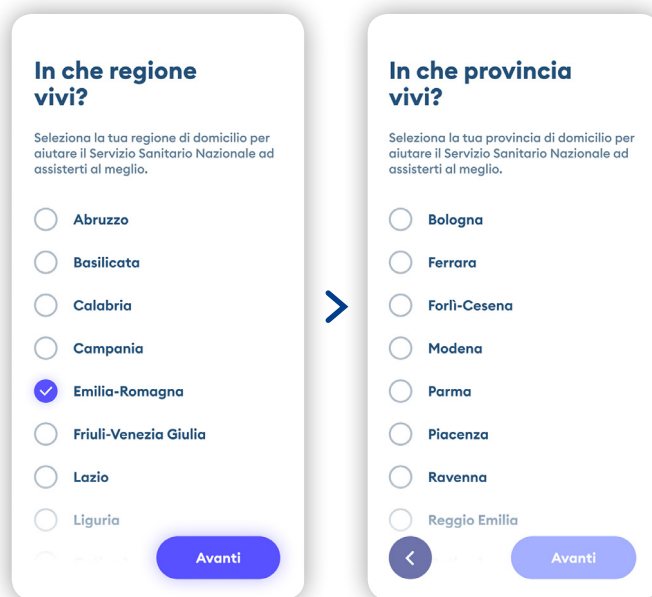 In che regione
vivi?
Seleziona la tua regione di domicilio per
aiutare il Servizio Sanitario Nazionale ad
assisterti al meglio.
Abruzzo
Basilicata
Calabria
Campania
Emilia-Romagna
Friuli-Venezia Giulia
Lazio
Liguria
Avanti
In che provincia
vivi?
Seleziona la tua provincia di domicilio per
aiutare il Servizio Sanitario Nazionale ad
assisterti al meglio.
Bologna
Ferrara
Forlì-Cesena
Modena
Parma
Piacenza
Ravenna
Reggio Emilia
Avanti